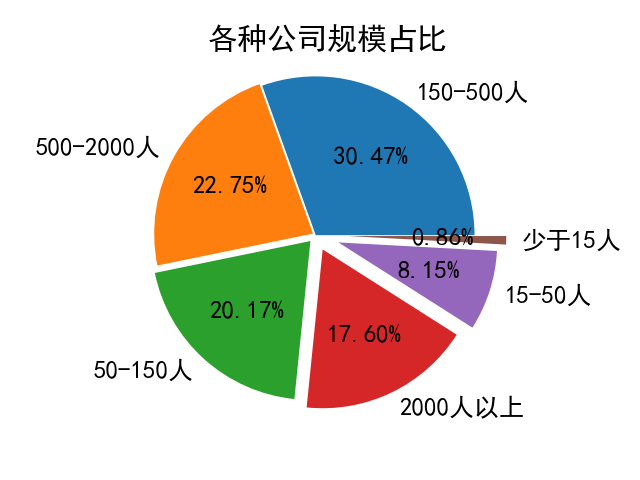 各种公司规模占比
150-500人
30.47%
500-2000人
22.75%
50-150人
20.17%
2000人以上
17.60%
15-50人
8.15%
少于15人
0.86%